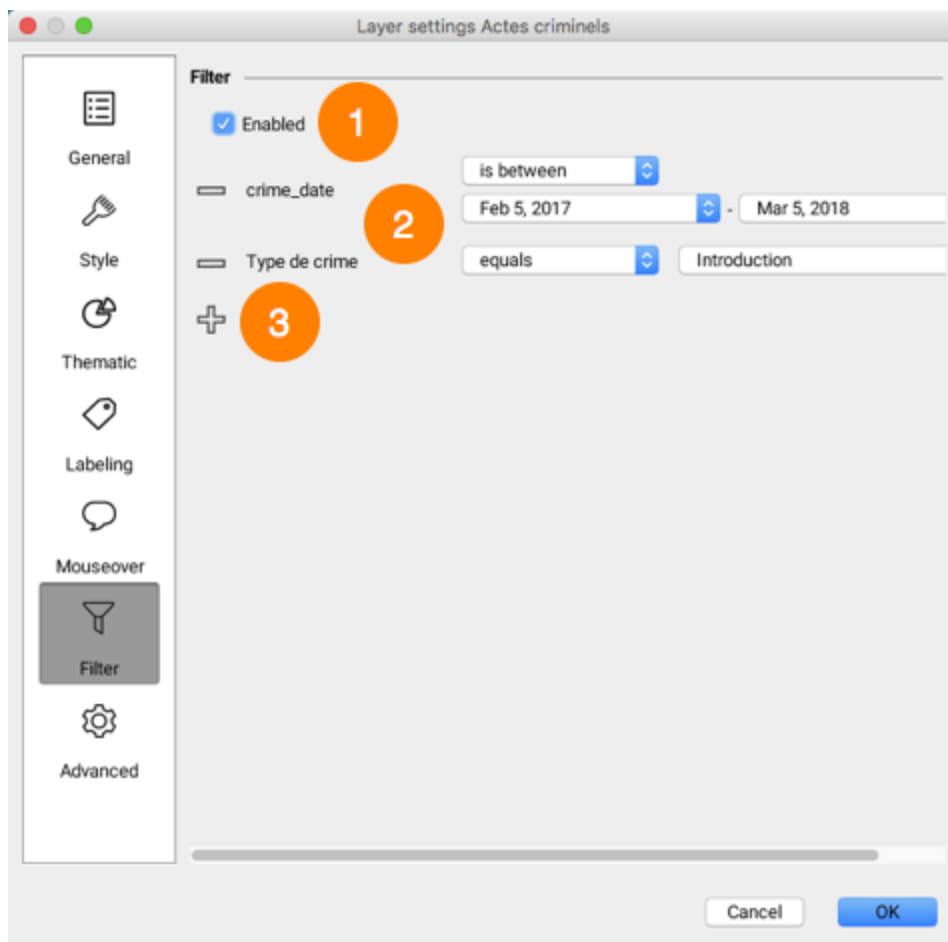 Layer settings Actes criminels
General
Style
Thematic
Labeling
Mouseover
Filter
Advanced
Filter
Enabled 1
crime_date is between
Feb 5, 2017 - Mar 5, 2018
2
Type de crime equals Introduction
3
Cancel OK